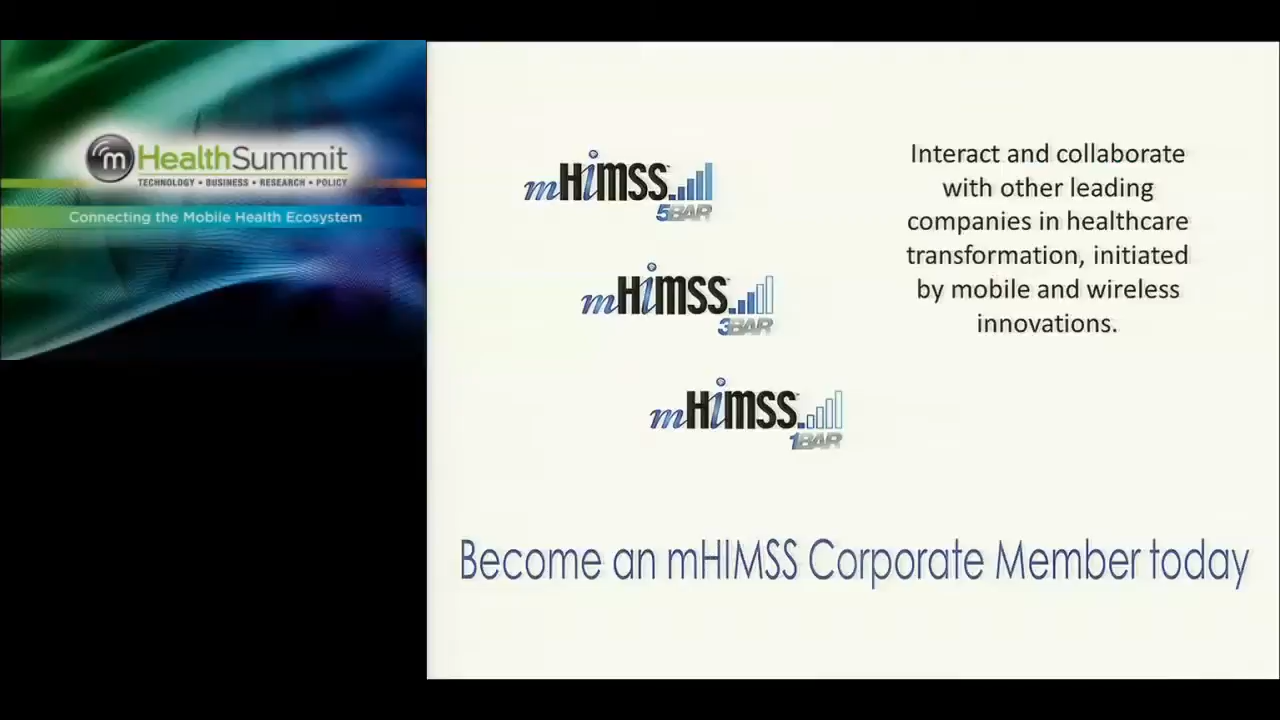 m HealthSummit
TECHNOLOGY • BUSINESS • RESEARCH • POLICY
Connecting the Mobile Health Ecosystem
mHiMSS
5BAR
mHiMSS
3BAR
mHiMSS
1BAR
Interact and collaborate
with other leading
companies in healthcare
transformation, initiated
by mobile and wireless
innovations.
Become an mHIMSS Corporate Member today